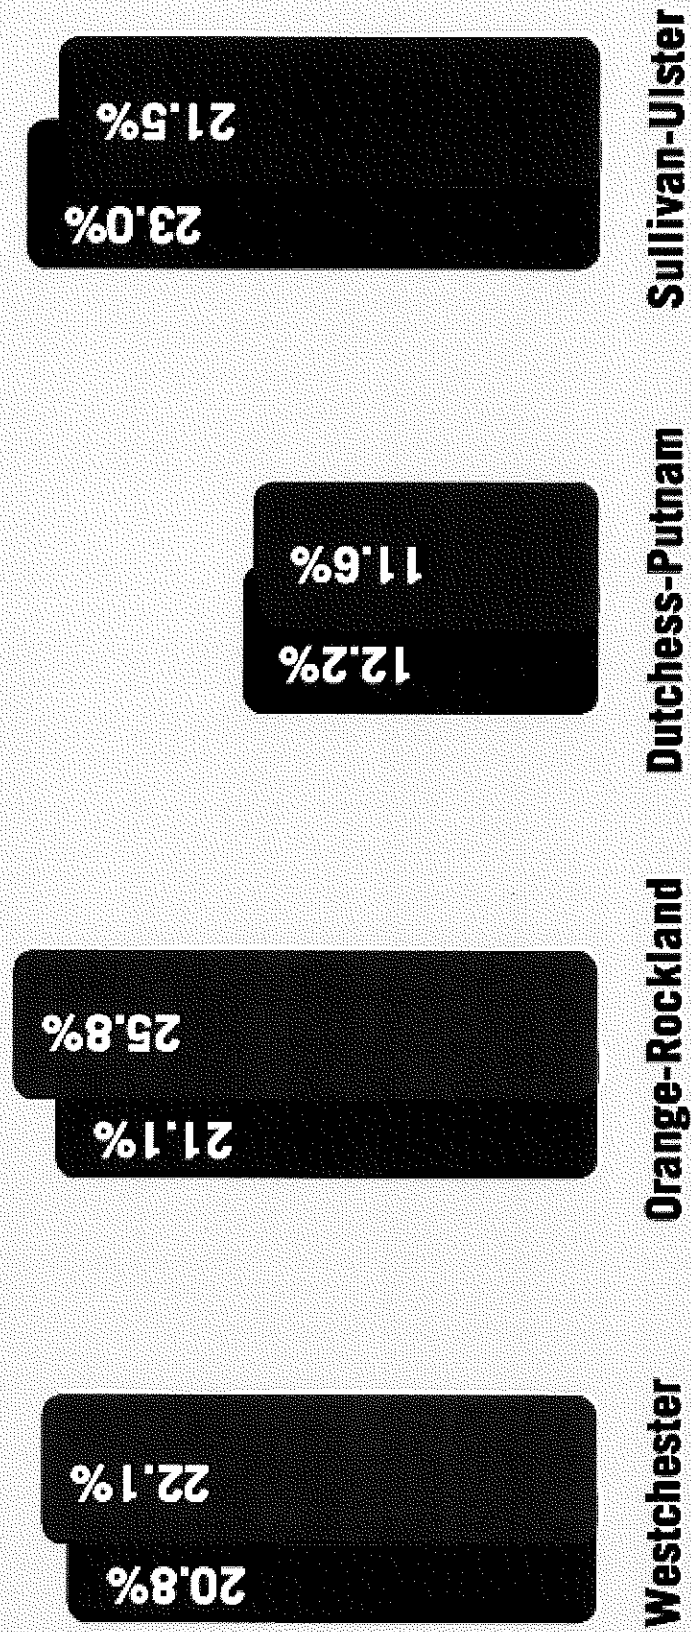 20.8%
22.1%
Westchester
21.1%
25.8%
Orange-Rockland
12.2%
11.6%
Dutchess-Putnam
23.0%
21.5%
Sullivan-Ulster